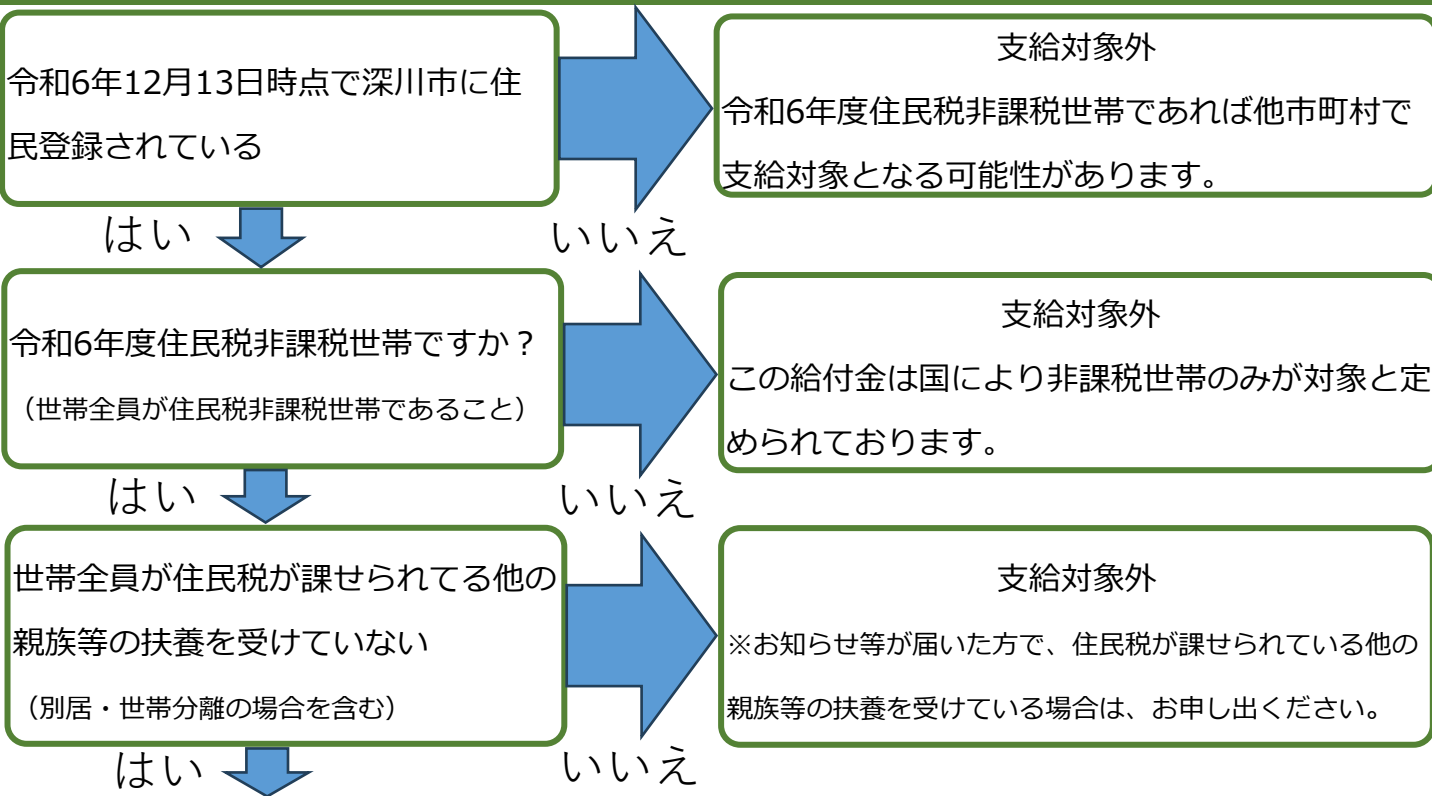 令和6年12月13日時点で深川市に住
民登録されている
支給対象外
令和6年度住民税非課税世帯であれば他市町村で
支給対象となる可能性があります。
はい
いいえ
令和6年度住民税非課税世帯ですか？
（世帯全員が住民税非課税世帯であること）
支給対象外
この給付金は国により非課税世帯のみが対象と定
められております。
はい
いいえ
世帯全員が住民税が課せられてる他の
親族等の扶養を受けていない
（別居・世帯分離の場合を含む）
支給対象外
※お知らせ等が届いた方で、住民税が課せられている他の
親族等の扶養を受けている場合は、お申し出ください。
はい
いいえ